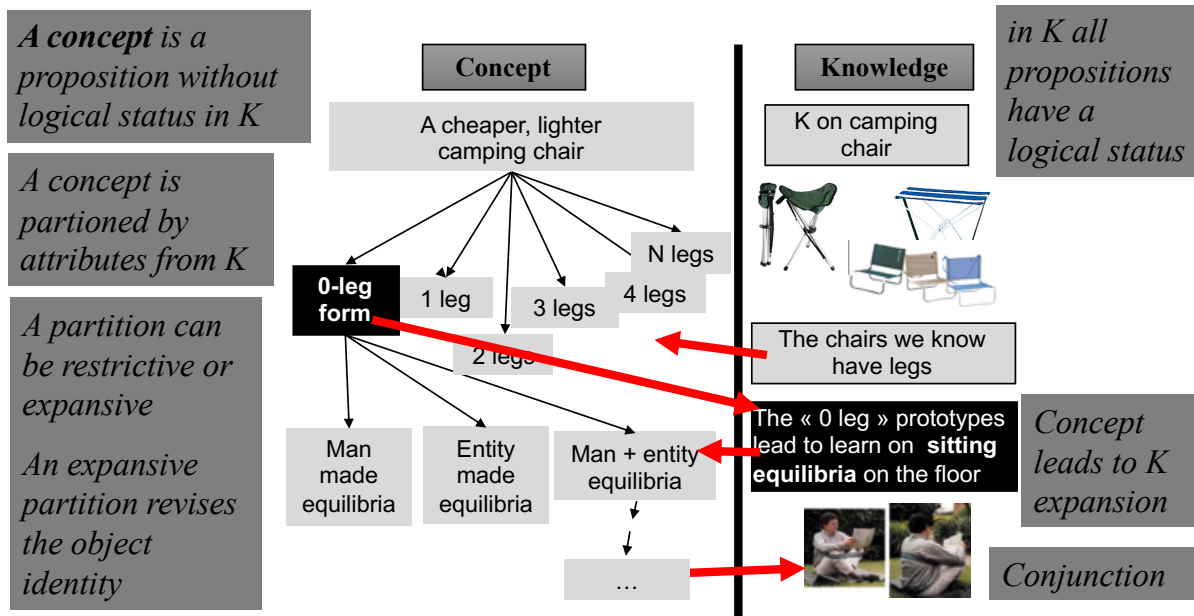 A concept is a
proposition without
logical status in K
A concept is
partioned by
attributes from K
A partition can
be restrictive or
expansive
An expansive
partition revises
the object
identity
Concept
A cheaper, lighter
camping chair
0-leg
form
1 leg
2 legs
3 legs
4 legs
N legs
Man
made
equilibria
Entity
made
equilibria
Man + entity
equilibria
…
Knowledge
K on camping
chair
The chairs we know
have legs
The « 0 leg » prototypes
lead to learn on sitting
equilibria on the floor
in K all
propositions
have a
logical status
Concept
leads to K
expansion
Conjunction